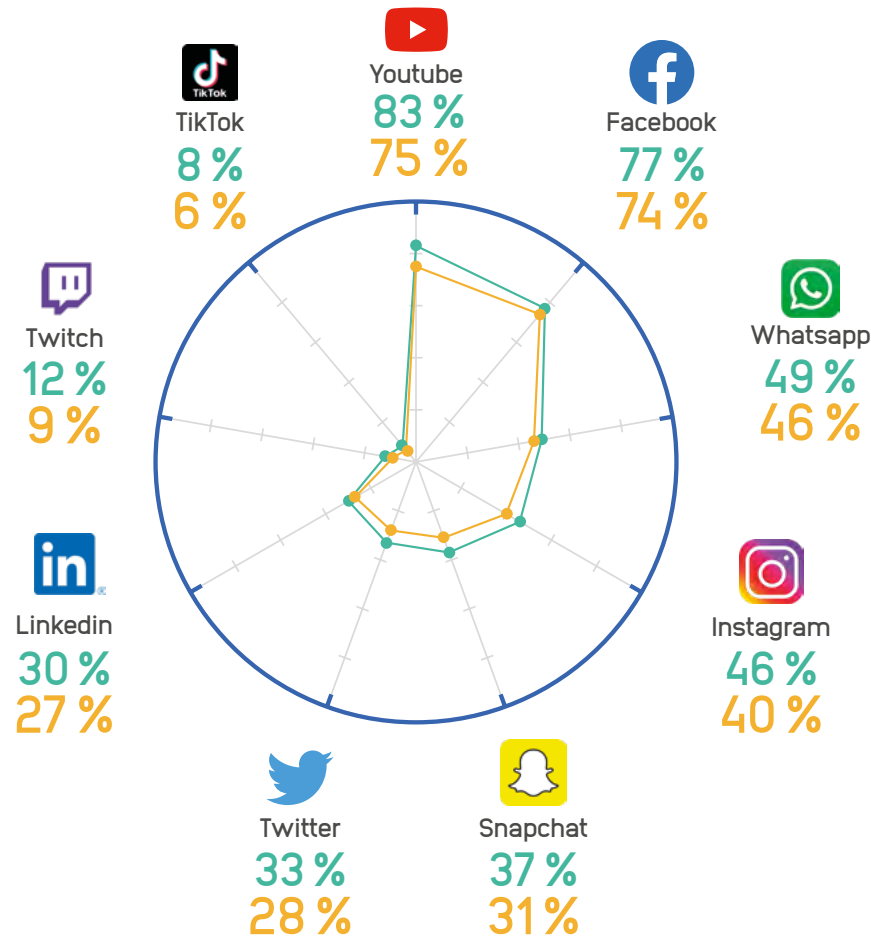 Youtube
83 %
75 %
Facebook
77 %
74 %
Whatsapp
49 %
46 %
Instagram
46 %
40 %
Snapchat
37 %
31 %
Twitter
33 %
28 %
in
Linkedin
30 %
27 %
Twitch
12 %
9 %
TikTok
TikTok
8 %
6 %